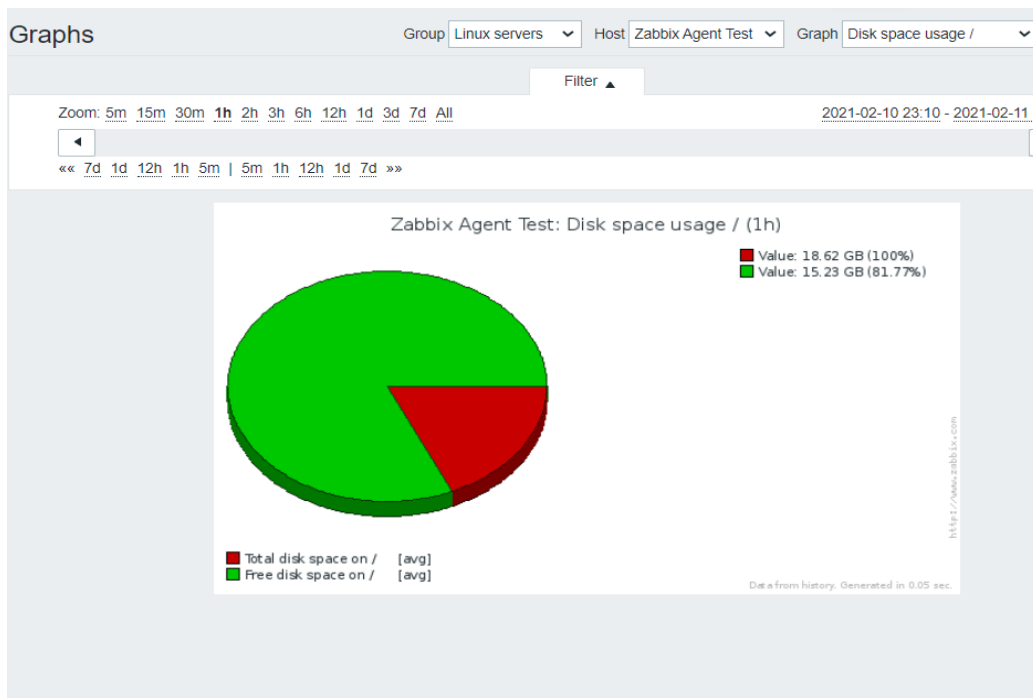 Graphs
Group Linux servers Host Zabbix Agent Test Graph Disk space usage /
Filter ▲
Zoom: 5m 15m 30m 1h 2h 3h 6h 12h 1d 3d 7d All
2021-02-10 23:10 - 2021-02-11
◄
«« 7d 1d 12h 1h 5m | 5m 1h 12h 1d 7d »»
Zabbix Agent Test: Disk space usage / (1h)
Value: 18.62 GB (100%)
Value: 15.23 GB (81.77%)
http://www.zabbix.com
Total disk space on / [avg]
Free disk space on / [avg]
Data from history. Generated in 0.05 sec.